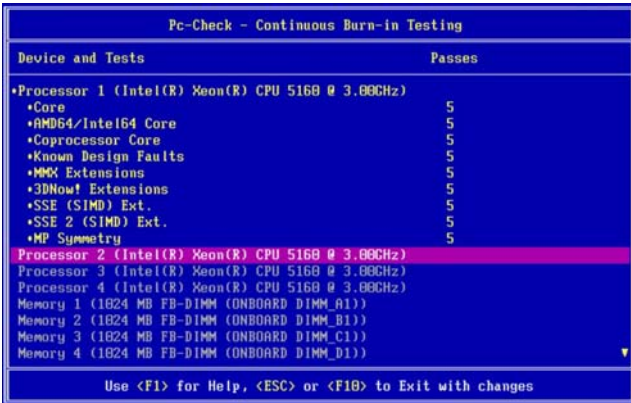 Pc-Check - Continuous Burn-in Testing
Device and Tests Passes
•Processor 1 (Intel(R) Xeon(R) CPU 5160 @ 3.00GHz)
•Core 5
•AMD64/Intel64 Core 5
•Coprocessor Core 5
•Known Design Faults 5
•MMX Extensions 5
•3DNow! Extensions 5
•SSE (SIMD) Ext. 5
•SSE 2 (SIMD) Ext. 5
•MP Symmetry 5
Processor 2 (Intel(R) Xeon(R) CPU 5160 @ 3.00GHz)
Processor 3 (Intel(R) Xeon(R) CPU 5160 @ 3.00GHz)
Processor 4 (Intel(R) Xeon(R) CPU 5160 @ 3.00GHz)
Memory 1 (1024 MB FB-DIMM (ONBOARD DIMM_A1))
Memory 2 (1024 MB FB-DIMM (ONBOARD DIMM_B1))
Memory 3 (1024 MB FB-DIMM (ONBOARD DIMM_C1))
Memory 4 (1024 MB FB-DIMM (ONBOARD DIMM_D1))
Use <F1> for Help, <ESC> or <F10> to Exit with changes